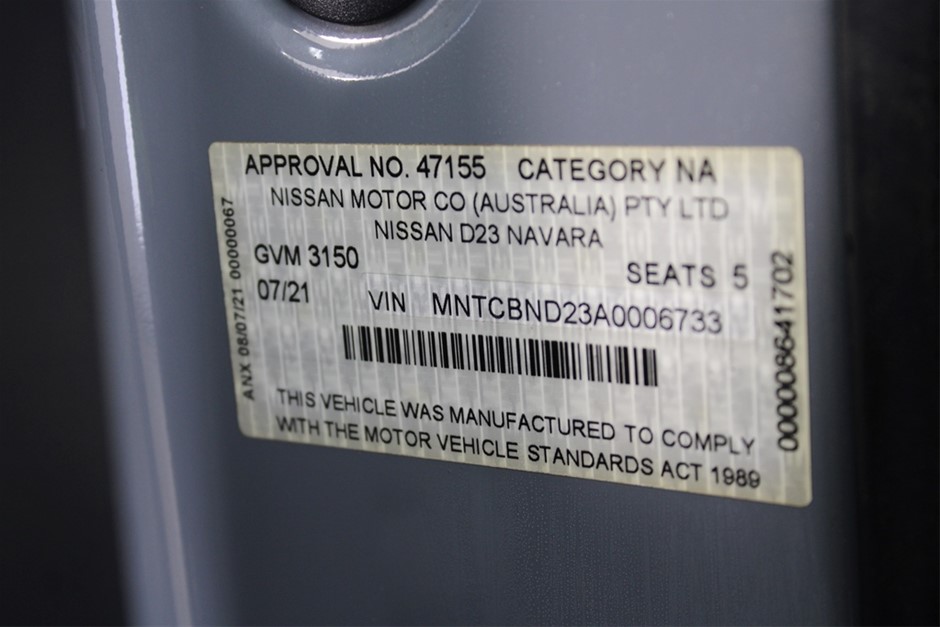 APPROVAL NO. 47155 CATEGORY NA
NISSAN MOTOR CO (AUSTRALIA) PTY LTD
NISSAN D23 NAVARA
GVM 3150
SEATS 5
07/21
VIN MNTCBND23A0006733
THIS VEHICLE WAS MANUFACTURED TO COMPLY
WITH THE MOTOR VEHICLE STANDARDS ACT 1989
ANX 08/07/21 00000067
000008641702